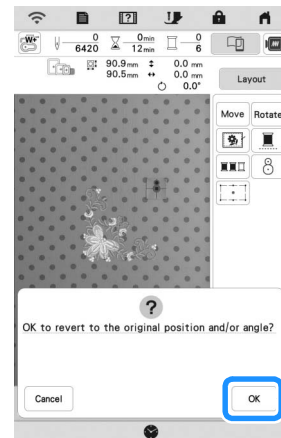 W+ 0 0min 0
6420 12min 6
90.9mm 0.0 mm
90.5mm 0.0 mm
0.0°
Layout
Move Rotate
?
OK to revert to the original position and/or angle?
Cancel OK